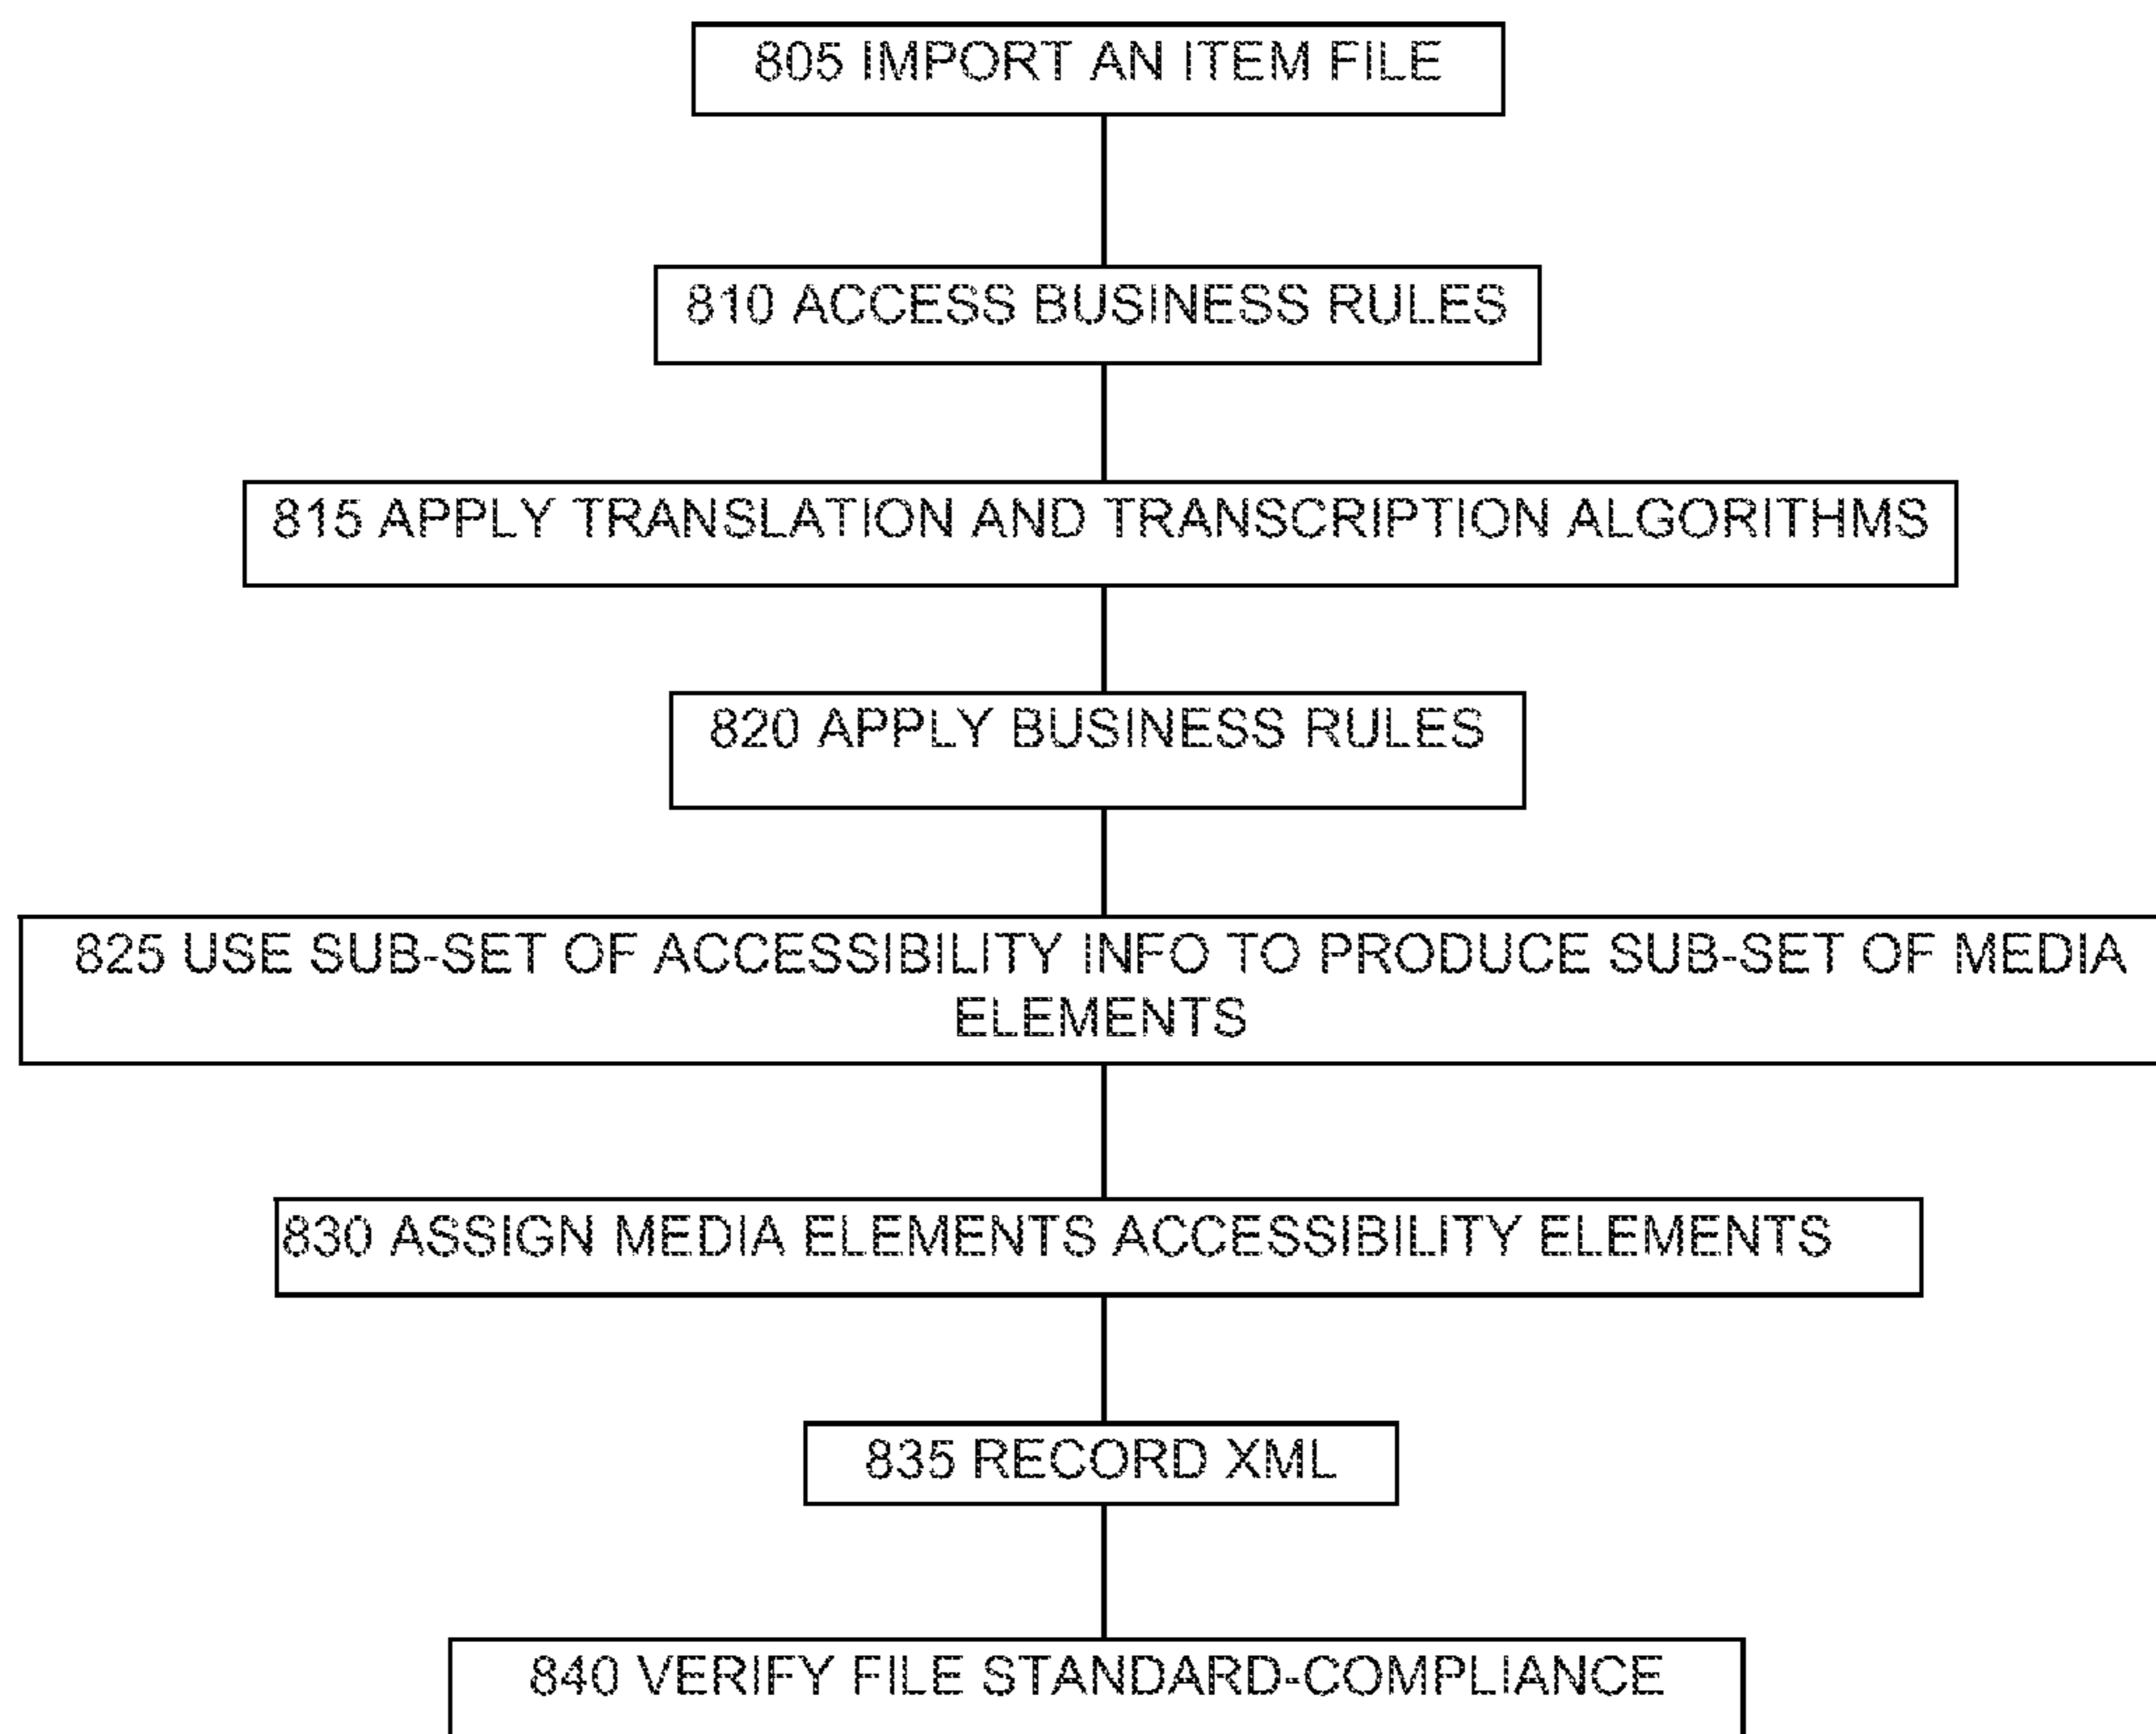 805 IMPORT AN ITEM FILE
810 ACCESS BUSINESS RULES
815 APPLY TRANSLATION AND TRANSCRIPTION ALGORITHMS
820 APPLY BUSINESS RULES
825 USE SUB-SET OF ACCESSIBILITY INFO TO PRODUCE SUB-SET OF MEDIA
ELEMENTS
830 ASSIGN MEDIA ELEMENTS ACCESSIBILITY ELEMENTS
835 RECORD XML
840 VERIFY FILE STANDARD-COMPLIANCE